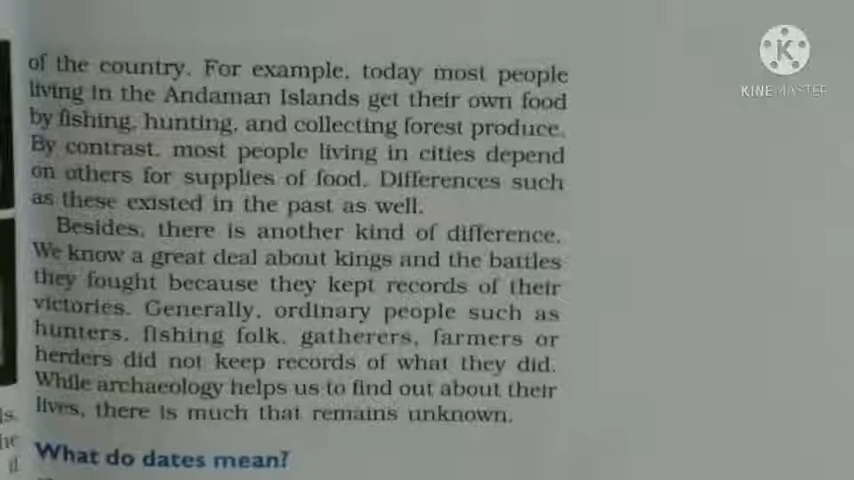 of the country. For example, today most people
living in the Andaman Islands get their own food
by fishing, hunting, and collecting forest produce.
By contrast, most people living in cities depend
on others for supplies of food. Differences such
as these existed in the past as well.
Besides, there is another kind of difference.
We know a great deal about kings and the battles
they fought because they kept records of their
victories. Generally, ordinary people such as
hunters, fishing folk, gatherers, farmers or
herders did not keep records of what they did.
While archaeology helps us to find out about their
lives, there is much that remains unknown.
What do dates mean?
K
KINEMASTER